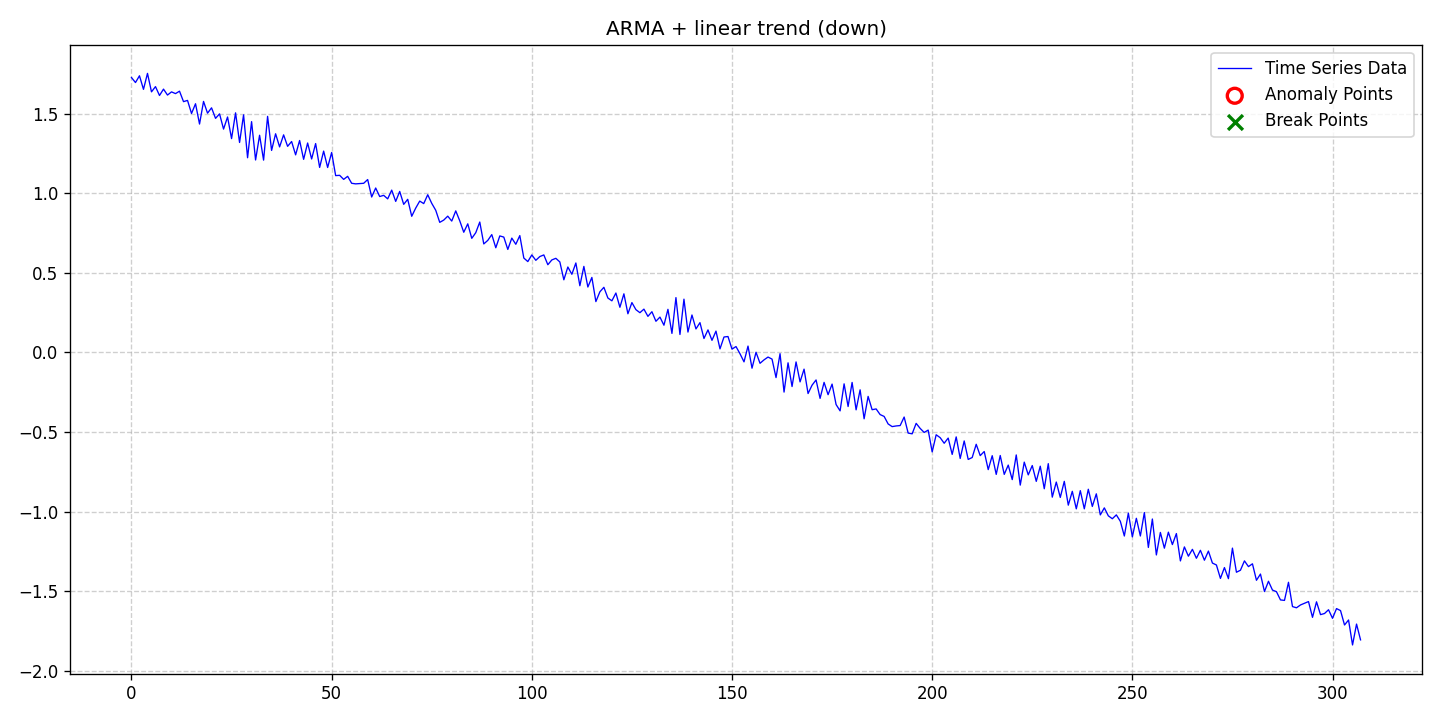 ARMA + linear trend (down)
Time Series Data
Anomaly Points
Break Points
1.5
1.0
0.5
0.0
−0.5
−1.0
−1.5
−2.0
0 50 100 150 200 250 300